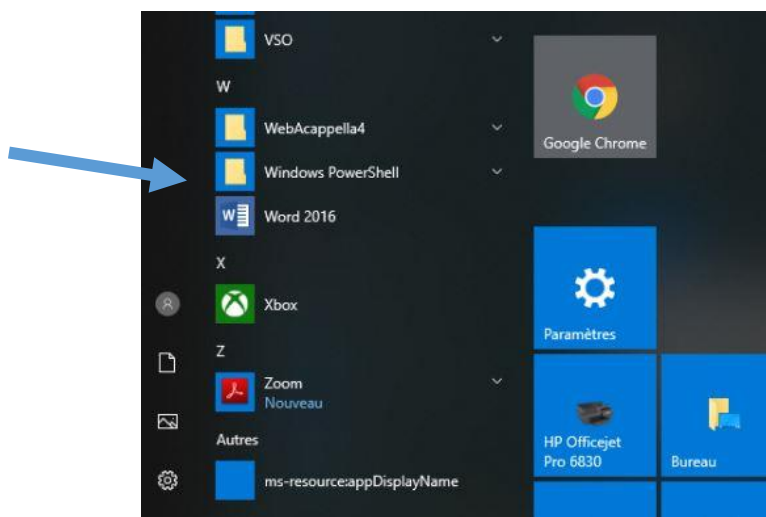 VSO
W
WebAcappella4
Windows PowerShell
Word 2016
X
Xbox
Z
Zoom
Nouveau
Autres
ms-resource:appDisplayName
Google Chrome
Paramètres
HP Officejet
Pro 6830
Bureau